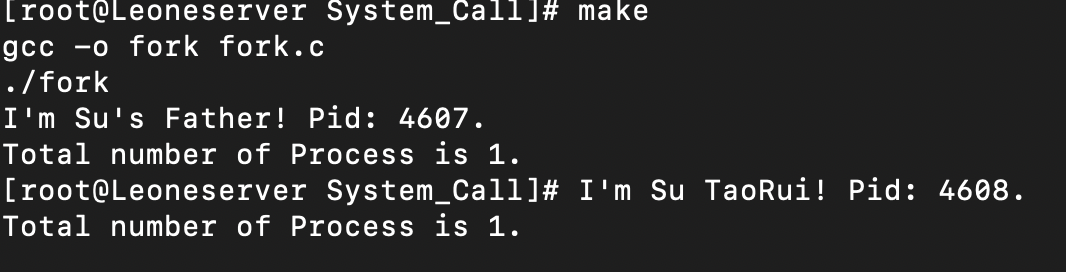 [root@Leoneserver System_Call]# make
gcc -o fork fork.c
./fork
I'm Su's Father! Pid: 4607.
Total number of Process is 1.
[root@Leoneserver System_Call]# I'm Su TaoRui! Pid: 4608.
Total number of Process is 1.